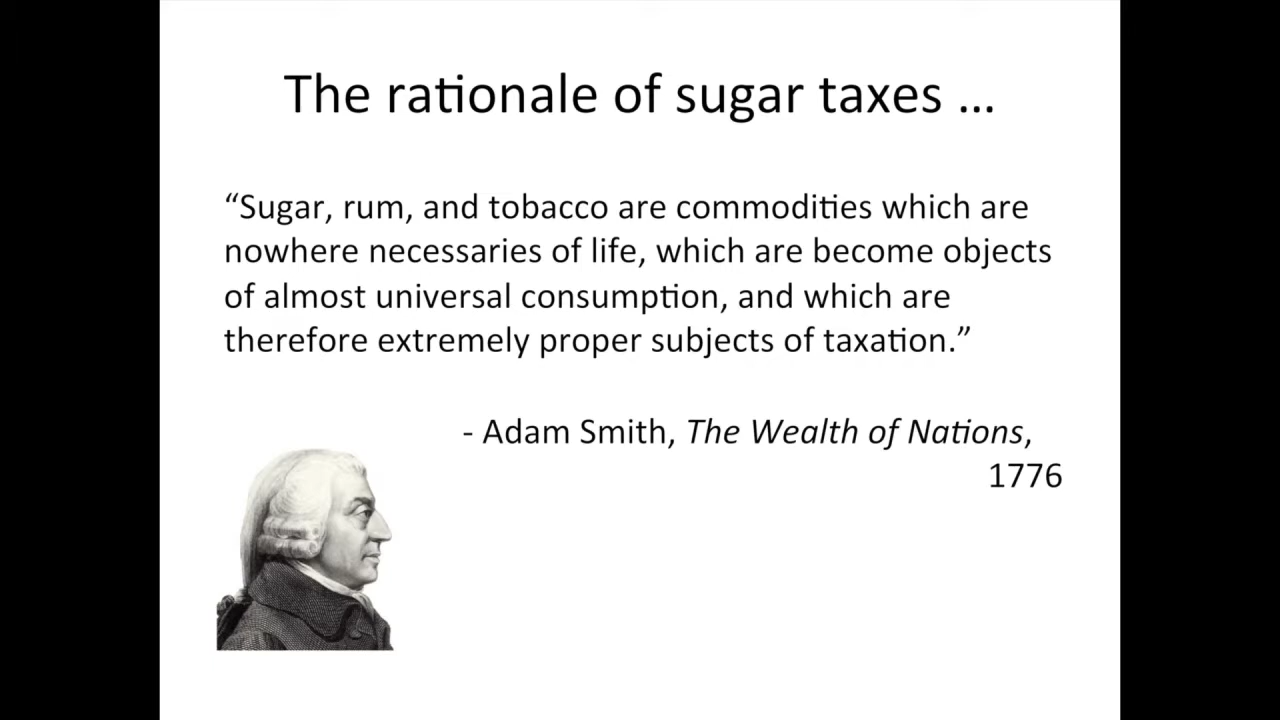 The rationale of sugar taxes ...
“Sugar, rum, and tobacco are commodities which are
nowhere necessaries of life, which are become objects
of almost universal consumption, and which are
therefore extremely proper subjects of taxation.”
- Adam Smith, The Wealth of Nations,
1776